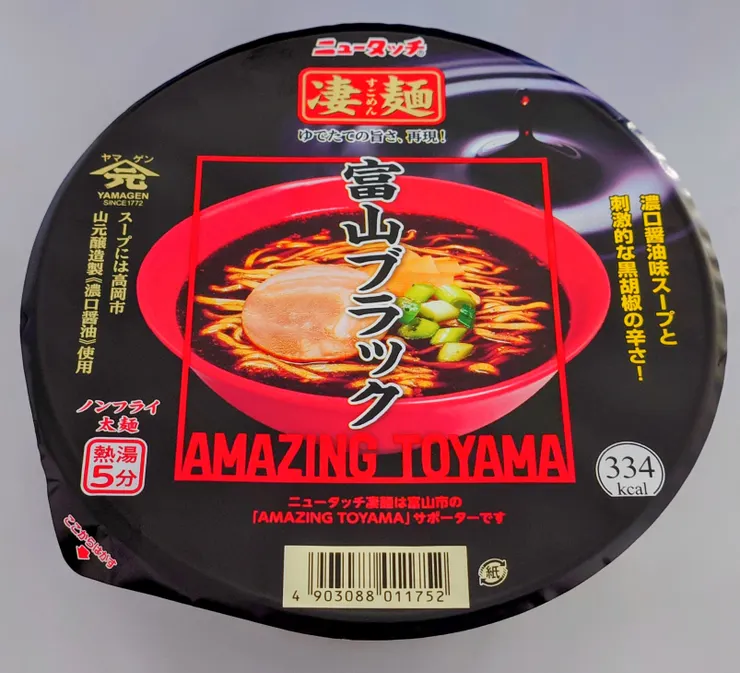 ニュータッチ®
凄麺
すごめん
ゆでたての旨さ、再現!
ヤマゲン
元
YAMAGEN
SINCE1772
スープには高岡市
山元醸造製《濃口醤油》使用
富山ブラック
濃口醤油味スープと
刺激的な黒胡椒の辛さ!
ノンフライ
太麺
熱湯
5分
AMAZING TOYAMA
334
kcal
ニュータッチ凄麺は富山市の
「AMAZING TOYAMA」サポーターです
ここからはがす
4 903088 011752
紙